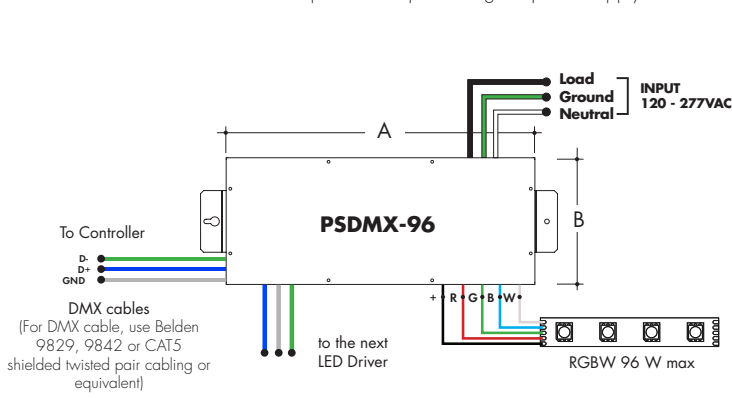 Load
Ground
Neutral
INPUT
120 - 277VAC
A
B
PSDMX-96
To Controller
D-
D+
GND
DMX cables
(For DMX cable, use Belden
9829, 9842 or CAT5
shielded twisted pair cabling or
equivalent)
to the next
LED Driver
+ R G B W
RGBW 96 W max